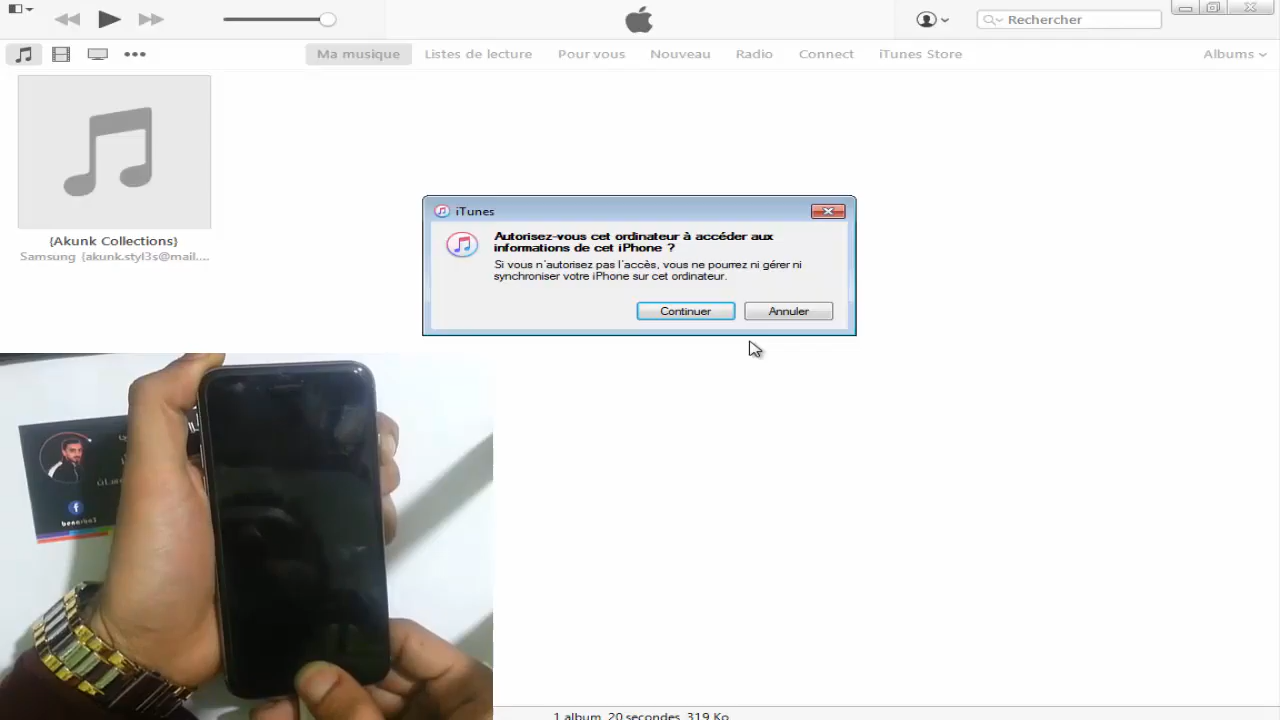 Rechercher
Ma musique
Listes de lecture
Pour vous
Nouveau
Radio
Connect
iTunes Store
Albums
{Akunk Collections}
Samsung {akunk.styl3s@mail....
iTunes
Autorisez-vous cet ordinateur à accéder aux
informations de cet iPhone ?
Si vous n'autorisez pas l'accès, vous ne pourrez ni gérer ni
synchroniser votre iPhone sur cet ordinateur.
Continuer
Annuler
f
1 album, 20 secondes, 319 Ko